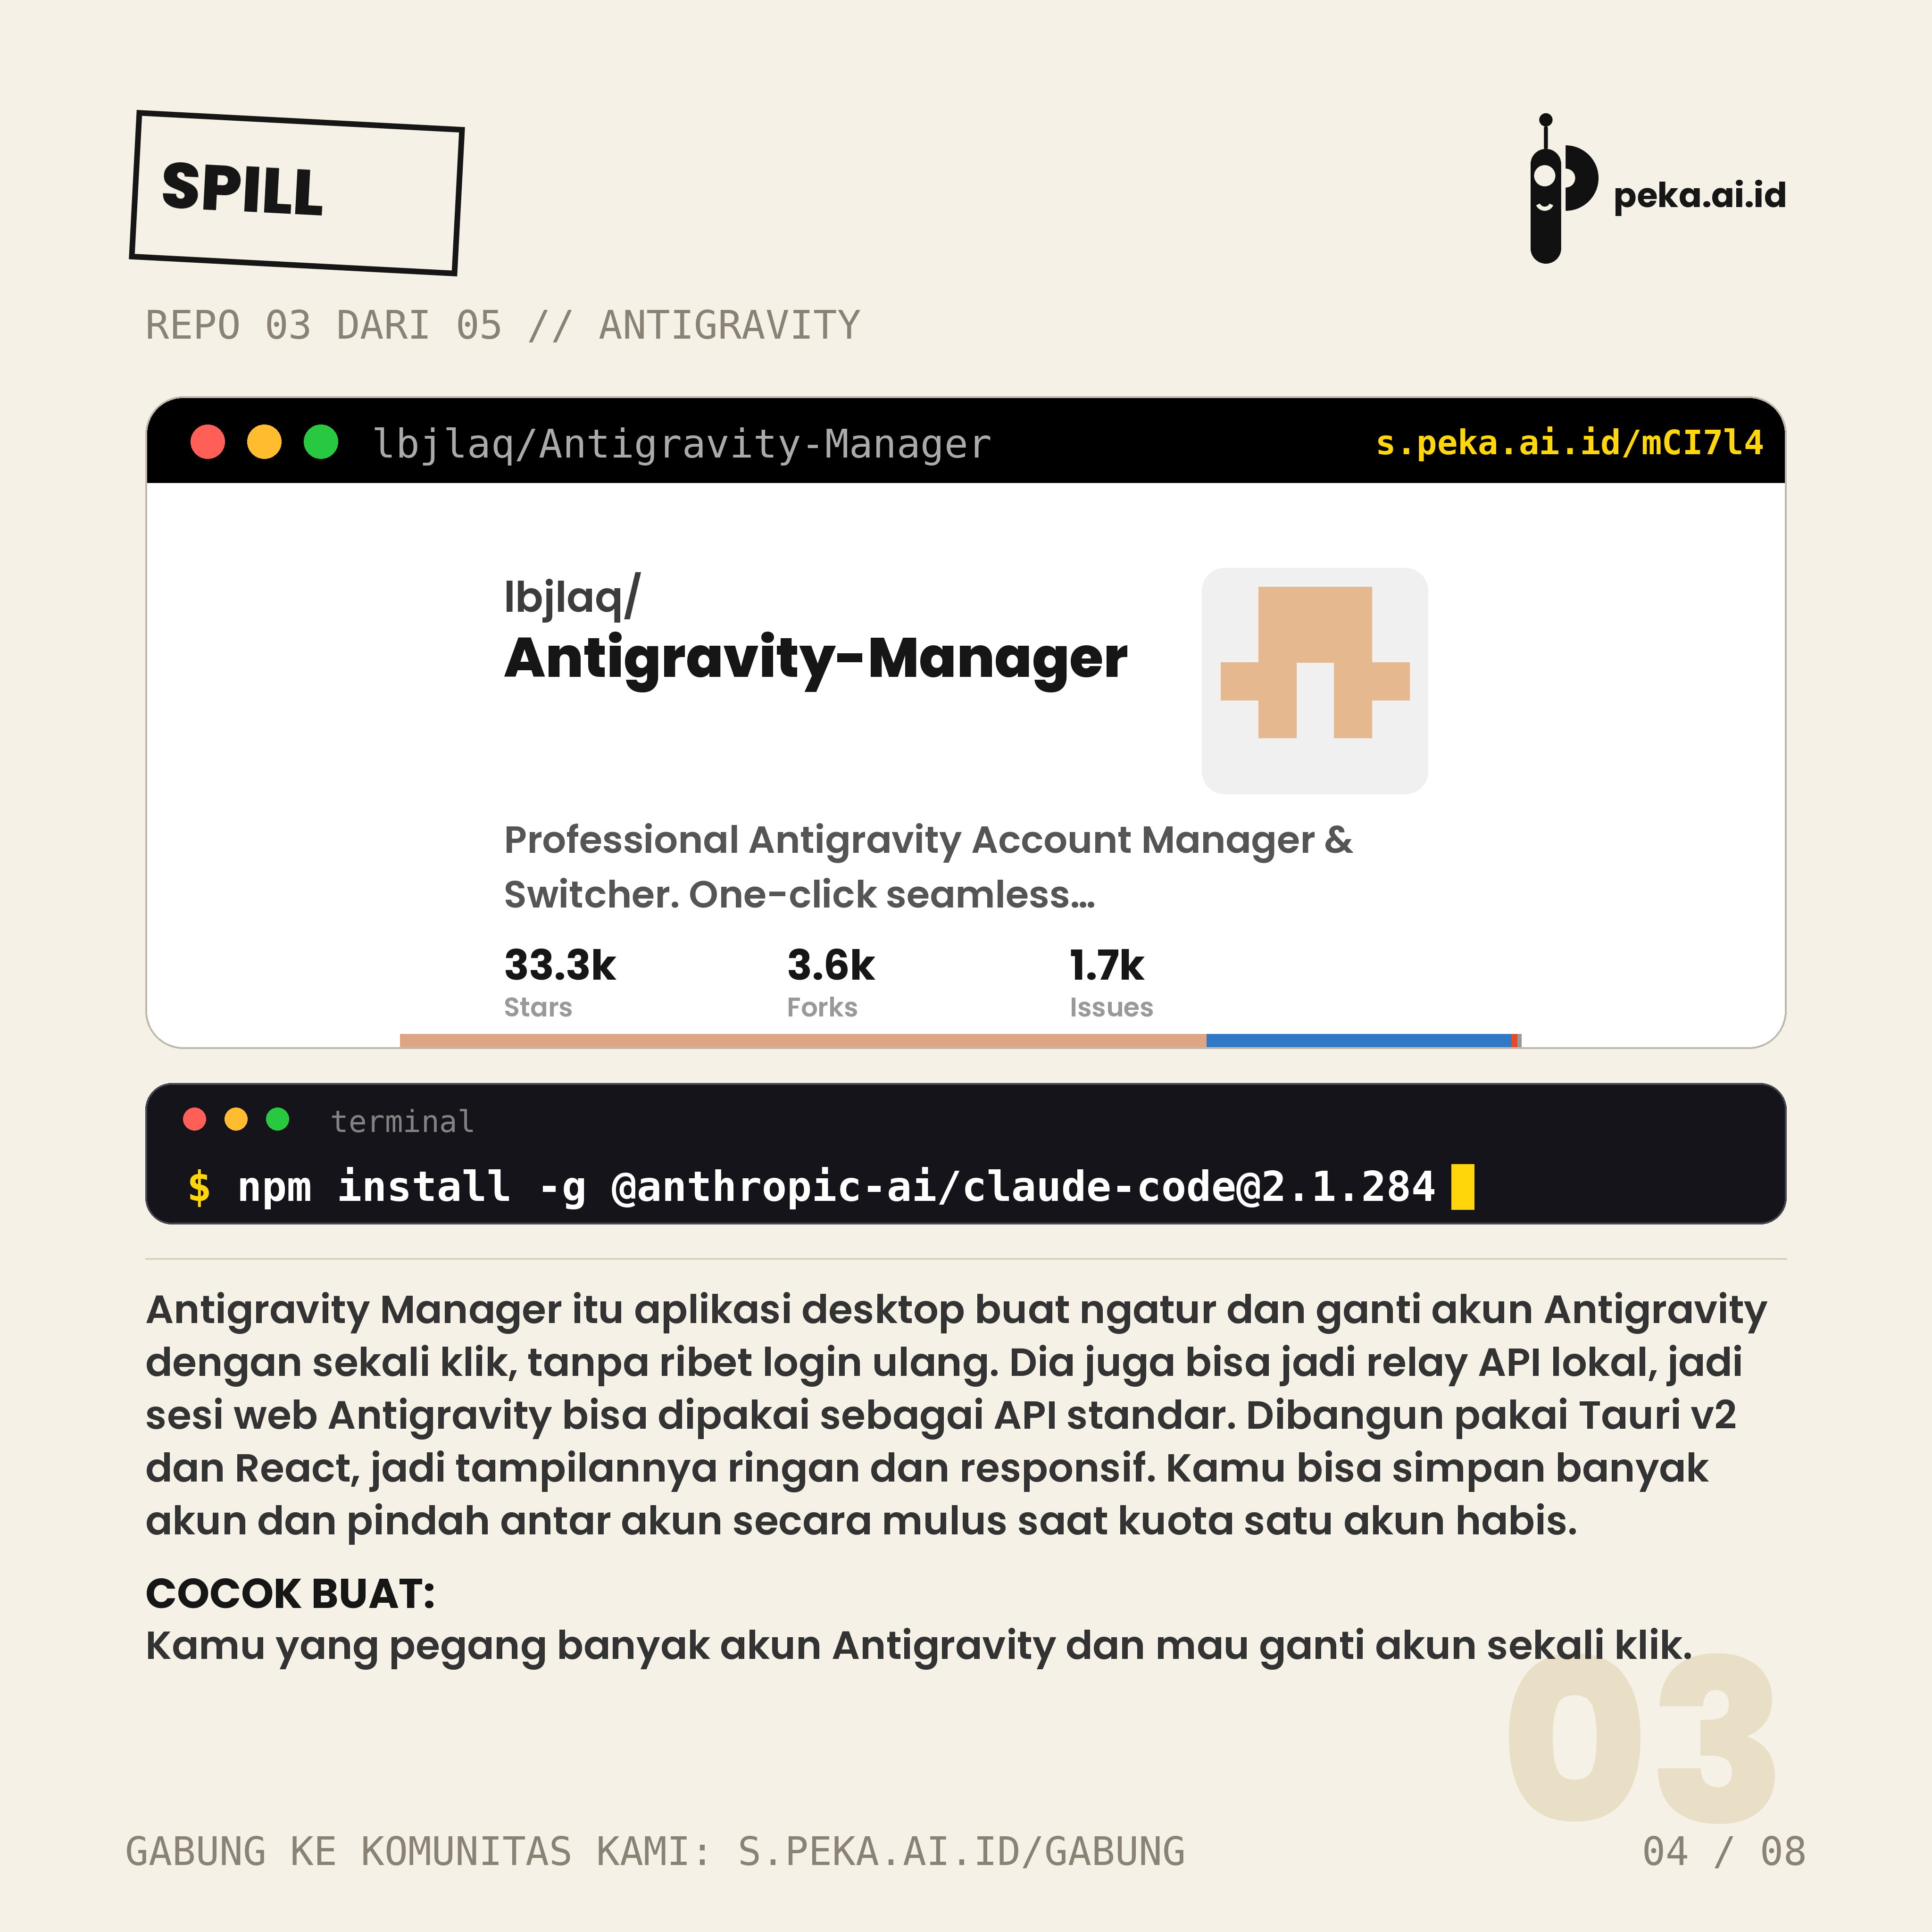 SPILL
peka.ai.id
REPO 03 DARI 05 // ANTIGRAVITY
lbjlaq/Antigravity-Manager
s.peka.ai.id/mCI7l4
lbjlaq/
Antigravity-Manager
Professional Antigravity Account Manager &
Switcher. One-click seamless...
33.3k 3.6k 1.7k
Stars Forks Issues
terminal
$ npm install -g @anthropic-ai/claude-code@2.1.284
Antigravity Manager itu aplikasi desktop buat ngatur dan ganti akun Antigravity
dengan sekali klik, tanpa ribet login ulang. Dia juga bisa jadi relay API lokal, jadi
sesi web Antigravity bisa dipakai sebagai API standar. Dibangun pakai Tauri v2
dan React, jadi tampilannya ringan dan responsif. Kamu bisa simpan banyak
akun dan pindah antar akun secara mulus saat kuota satu akun habis.
COCOK BUAT:
Kamu yang pegang banyak akun Antigravity dan mau ganti akun sekali klik.
03
GABUNG KE KOMUNITAS KAMI: S.PEKA.AI.ID/GABUNG
04 / 08